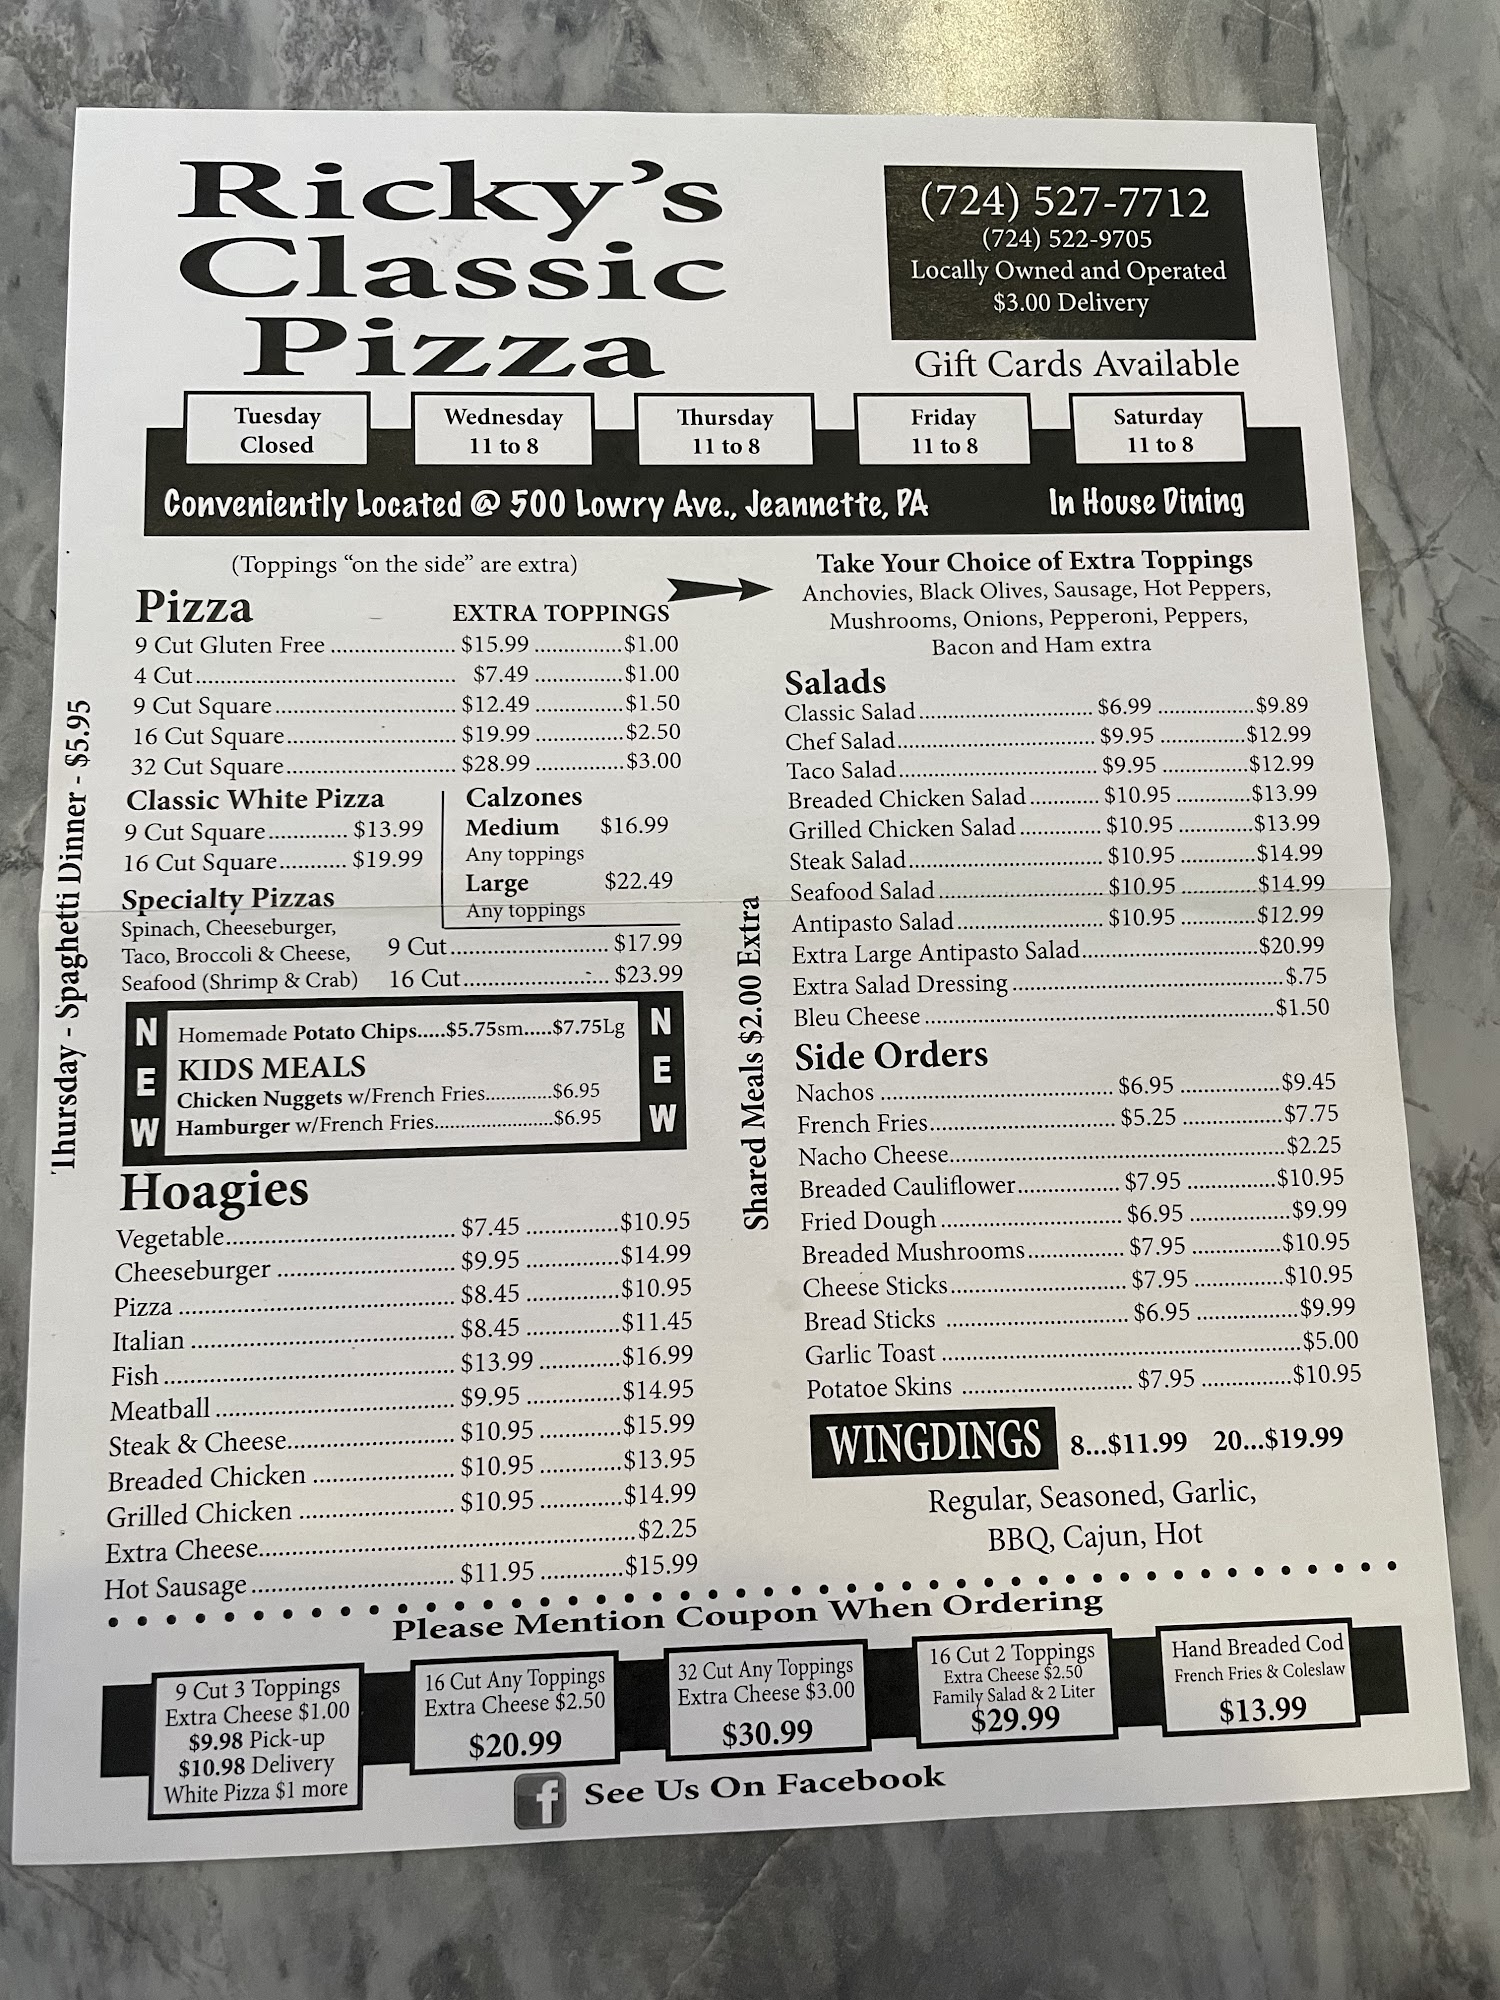 Ricky's
Classic
Pizza
(724) 527-7712
(724) 522-9705
Locally Owned and Operated
$3.00 Delivery
Gift Cards Available
Tuesday
Closed
Wednesday
11 to 8
Thursday
11 to 8
Friday
11 to 8
Saturday
11 to 8
Conveniently Located @ 500 Lowry Ave., Jeannette, PA
In House Dining
Thursday - Spaghetti Dinner - $5.95
(Toppings "on the side" are extra)
Pizza EXTRA TOPPINGS
9 Cut Gluten Free ..................... $15.99 ...............$1.00
4 Cut............................................ $7.49 ...............$1.00
9 Cut Square............................... $12.49 ...............$1.50
16 Cut Square............................. $19.99 ...............$2.50
32 Cut Square............................. $28.99 ...............$3.00
Classic White Pizza
9 Cut Square............. $13.99
16 Cut Square........... $19.99
Calzones
Medium $16.99
Any toppings
Large $22.49
Any toppings
Specialty Pizzas
Spinach, Cheeseburger,
Taco, Broccoli & Cheese,
Seafood (Shrimp & Crab)
9 Cut........................... $17.99
16 Cut......................... $23.99
NEW
Homemade Potato Chips.....$5.75sm.....$7.75Lg
KIDS MEALS
Chicken Nuggets w/French Fries............$6.95
Hamburger w/French Fries.....................$6.95
NEW
Hoagies
Vegetable....................................... $7.45 ................$10.95
Cheeseburger .............................. $9.95 ................$14.99
Pizza ............................................... $8.45 ................$10.95
Italian ............................................. $8.45 ................$11.45
Fish .................................................. $13.99 ..............$16.99
Meatball ......................................... $9.95 ................$14.95
Steak & Cheese............................. $10.95 ..............$15.99
Breaded Chicken ........................ $10.95 ..............$13.95
Grilled Chicken .......................... $10.95 ..............$14.99
Extra Cheese.................................................................$2.25
Hot Sausage .................................. $11.95 ..............$15.99
Shared Meals $2.00 Extra
Take Your Choice of Extra Toppings
Anchovies, Black Olives, Sausage, Hot Peppers,
Mushrooms, Onions, Pepperoni, Peppers,
Bacon and Ham extra
Salads
Classic Salad............................. $6.99 ................$9.89
Chef Salad................................. $9.95 ..............$12.99
Taco Salad................................. $9.95 ..............$12.99
Breaded Chicken Salad............ $10.95 .............$13.99
Grilled Chicken Salad.............. $10.95 .............$13.99
Steak Salad................................ $10.95 .............$14.99
Seafood Salad............................ $10.95 .............$14.99
Antipasto Salad......................... $10.95 .............$12.99
Extra Large Antipasto Salad..............................$20.99
Extra Salad Dressing ..............................................$.75
Bleu Cheese ...........................................................$1.50
Side Orders
Nachos ....................................... $6.95 .................$9.45
French Fries............................... $5.25 .................$7.75
Nacho Cheese.........................................................$2.25
Breaded Cauliflower................. $7.95 ...............$10.95
Fried Dough .............................. $6.95 .................$9.99
Breaded Mushrooms................ $7.95 ...............$10.95
Cheese Sticks.............................. $7.95 ...............$10.95
Bread Sticks .............................. $6.95 .................$9.99
Garlic Toast ............................................................$5.00
Potatoe Skins ............................ $7.95 ...............$10.95
WINGDINGS 8...$11.99 20...$19.99
Regular, Seasoned, Garlic,
BBQ, Cajun, Hot
Please Mention Coupon When Ordering
9 Cut 3 Toppings
Extra Cheese $1.00
$9.98 Pick-up
$10.98 Delivery
White Pizza $1 more
16 Cut Any Toppings
Extra Cheese $2.50
$20.99
32 Cut Any Toppings
Extra Cheese $3.00
$30.99
16 Cut 2 Toppings
Extra Cheese $2.50
Family Salad & 2 Liter
$29.99
Hand Breaded Cod
French Fries & Coleslaw
$13.99
f See Us On Facebook